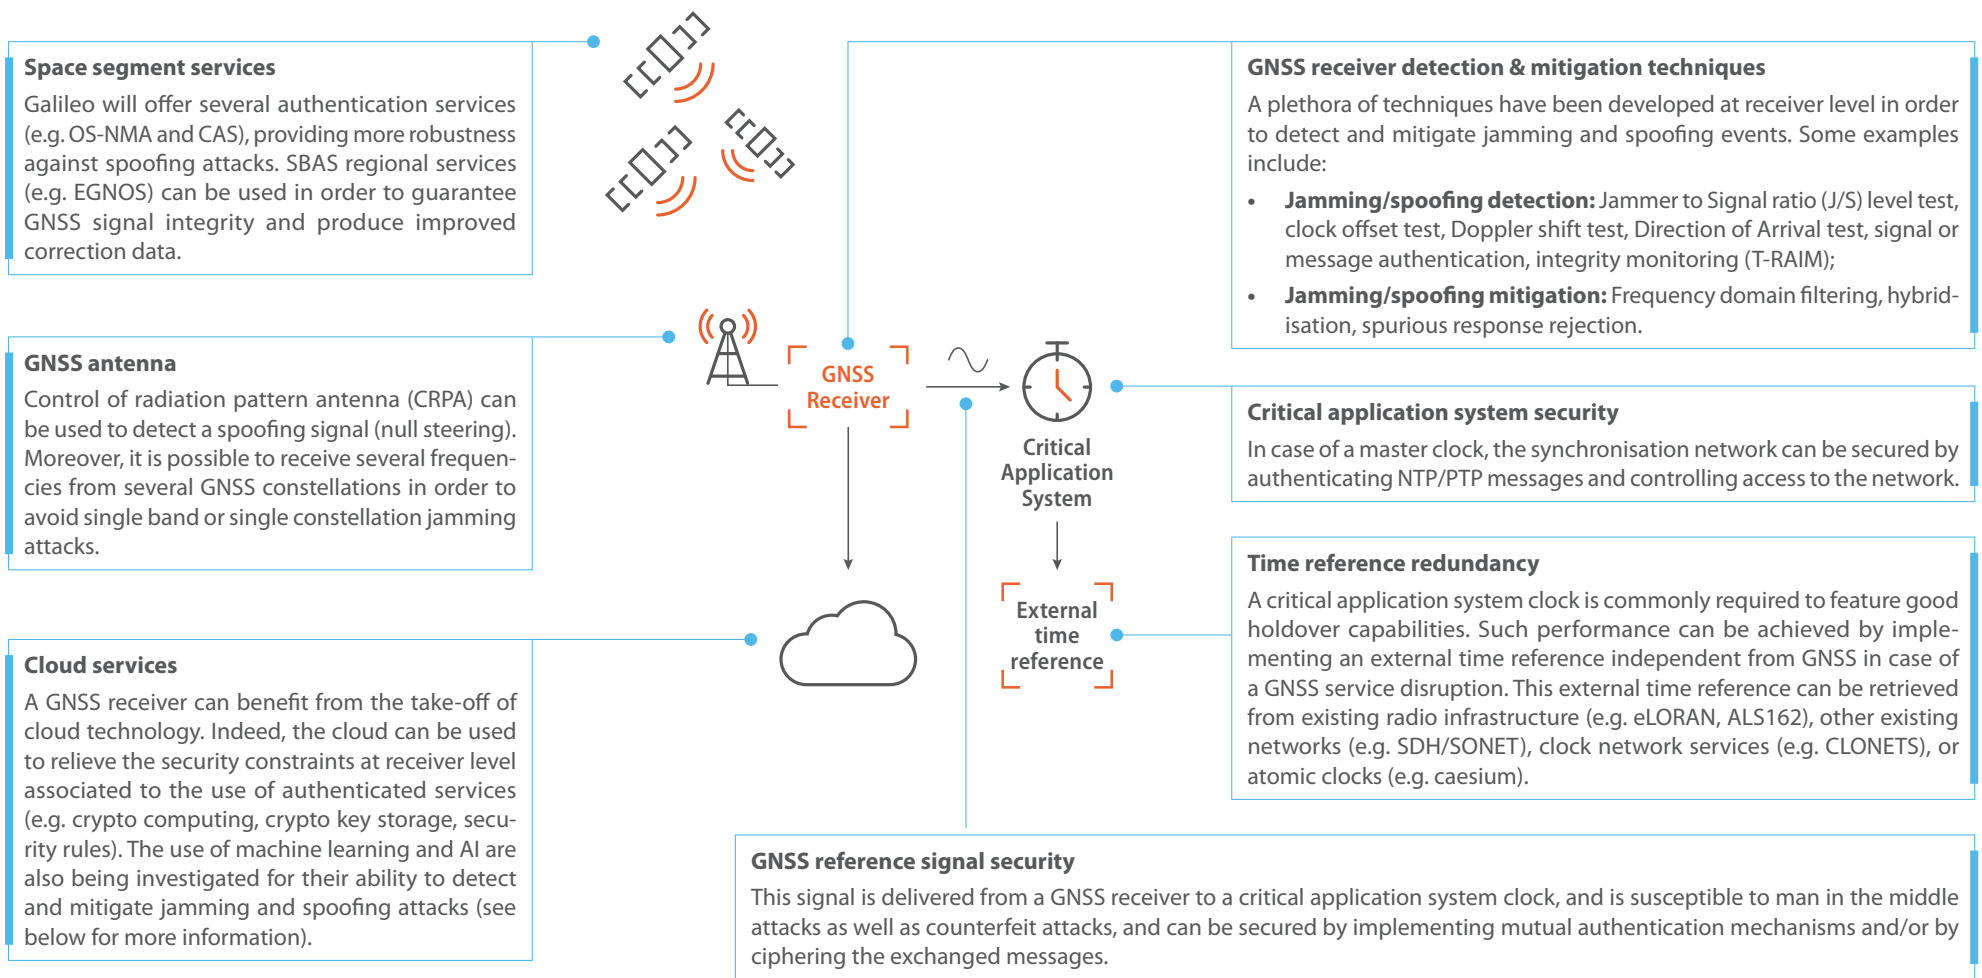 Space segment services
Galileo will offer several authentication services
(e.g. OS-NMA and CAS), providing more robustness
against spoofing attacks. SBAS regional services
(e.g. EGNOS) can be used in order to guarantee
GNSS signal integrity and produce improved
correction data.
GNSS antenna
Control of radiation pattern antenna (CRPA) can
be used to detect a spoofing signal (null steering).
Moreover, it is possible to receive several frequen-
cies from several GNSS constellations in order to
avoid single band or single constellation jamming
attacks.
Cloud services
A GNSS receiver can benefit from the take-off of
cloud technology. Indeed, the cloud can be used
to relieve the security constraints at receiver level
associated to the use of authenticated services
(e.g. crypto computing, crypto key storage, secu-
rity rules). The use of machine learning and AI are
also being investigated for their ability to detect
and mitigate jamming and spoofing attacks (see
below for more information).
GNSS
Receiver
Critical
Application
System
External
time
reference
GNSS receiver detection & mitigation techniques
A plethora of techniques have been developed at receiver level in order
to detect and mitigate jamming and spoofing events. Some examples
include:
• Jamming/spoofing detection: Jammer to Signal ratio (J/S) level test,
clock offset test, Doppler shift test, Direction of Arrival test, signal or
message authentication, integrity monitoring (T-RAIM);
• Jamming/spoofing mitigation: Frequency domain filtering, hybrid-
isation, spurious response rejection.
Critical application system security
In case of a master clock, the synchronisation network can be secured by
authenticating NTP/PTP messages and controlling access to the network.
Time reference redundancy
A critical application system clock is commonly required to feature good
holdover capabilities. Such performance can be achieved by imple-
menting an external time reference independent from GNSS in case of
a GNSS service disruption. This external time reference can be retrieved
from existing radio infrastructure (e.g. eLORAN, ALS162), other existing
networks (e.g. SDH/SONET), clock network services (e.g. CLONETS), or
atomic clocks (e.g. caesium).
GNSS reference signal security
This signal is delivered from a GNSS receiver to a critical application system clock, and is susceptible to man in the middle
attacks as well as counterfeit attacks, and can be secured by implementing mutual authentication mechanisms and/or by
ciphering the exchanged messages.